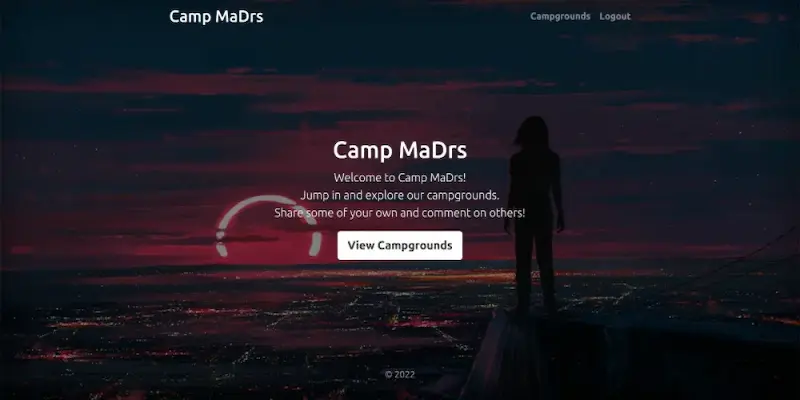 Camp MaDrs
Campgrounds Logout
Camp MaDrs
Welcome to Camp MaDrs!
Jump in and explore our campgrounds.
Share some of your own and comment on others!
View Campgrounds
© 2022